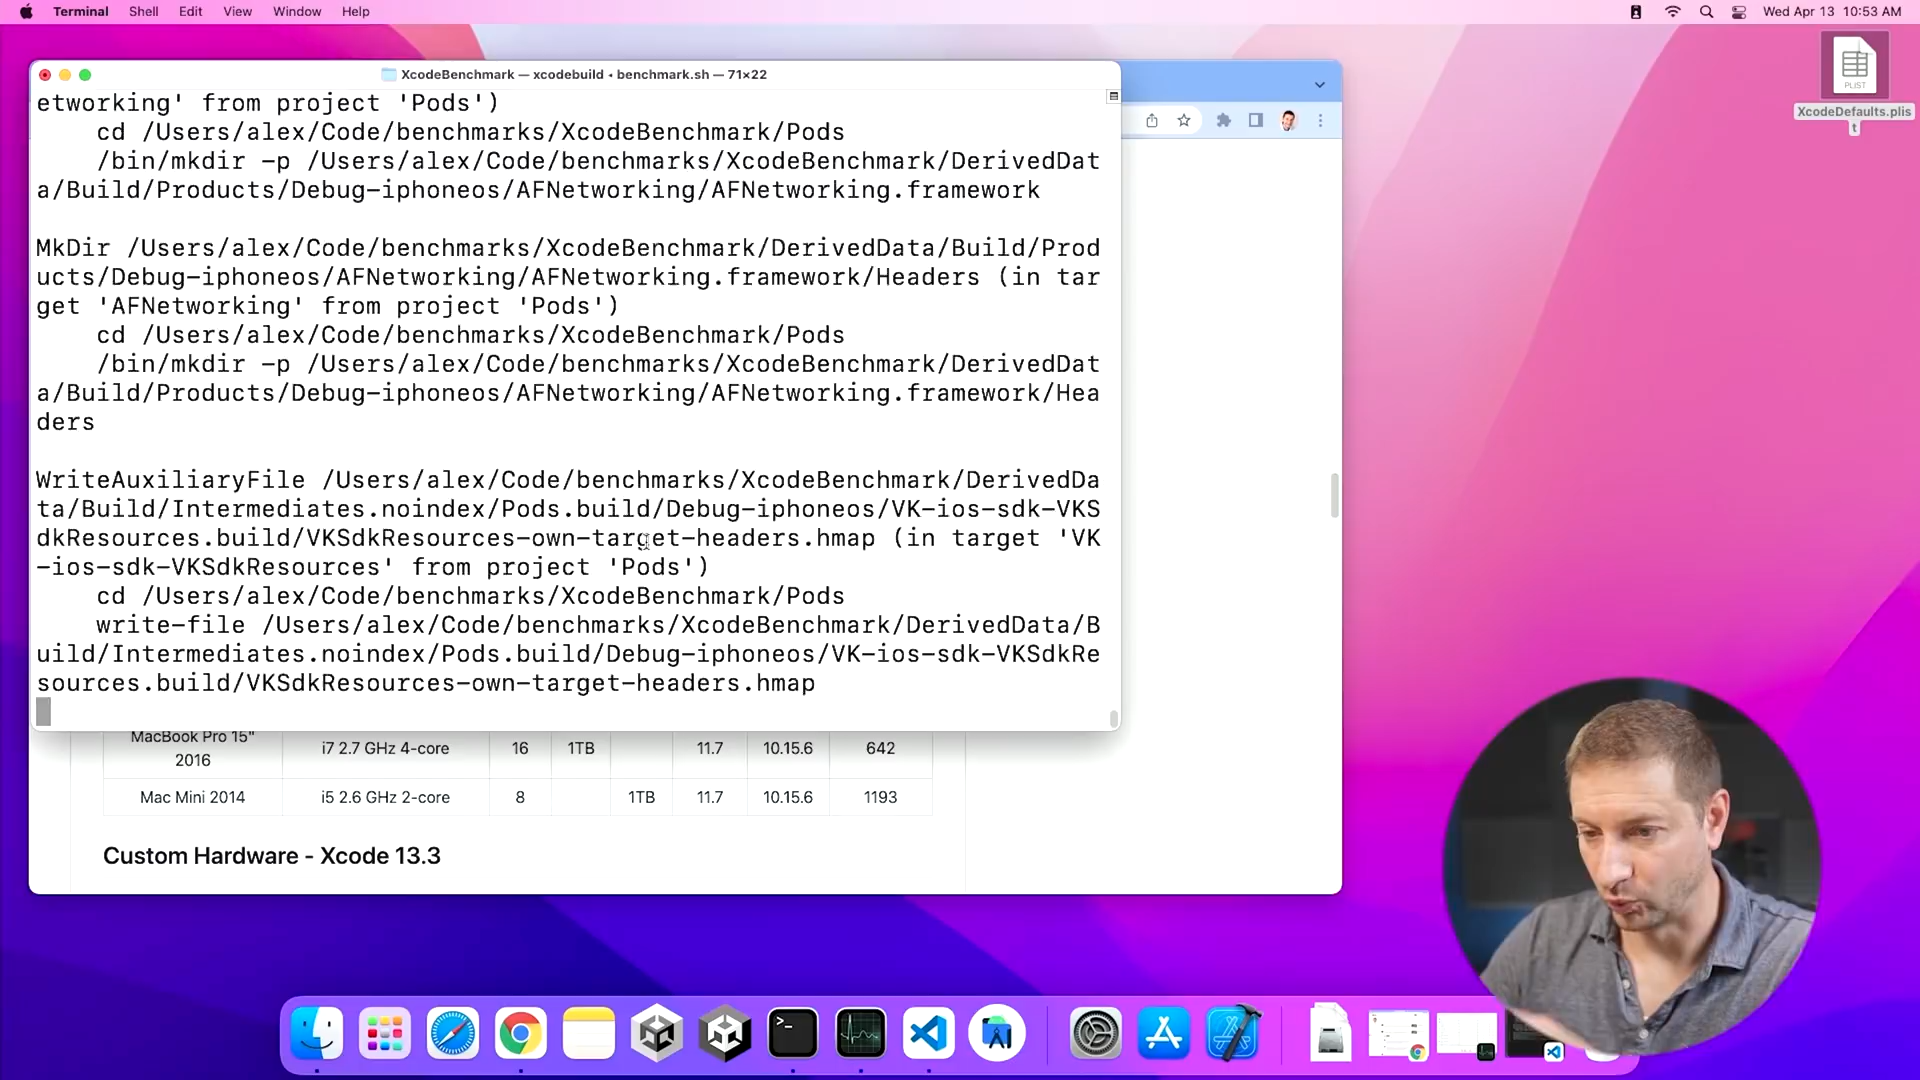 Terminal Shell Edit View Window Help Wed Apr 13 10:53 AM
XcodeBenchmark — xcodebuild • benchmark.sh — 71×22
PLIST
XcodeDefaults.plis
t
etworking' from project 'Pods')
cd /Users/alex/Code/benchmarks/XcodeBenchmark/Pods
/bin/mkdir -p /Users/alex/Code/benchmarks/XcodeBenchmark/DerivedDat
a/Build/Products/Debug-iphoneos/AFNetworking/AFNetworking.framework
MkDir /Users/alex/Code/benchmarks/XcodeBenchmark/DerivedData/Build/Prod
ucts/Debug-iphoneos/AFNetworking/AFNetworking.framework/Headers (in tar
get 'AFNetworking' from project 'Pods')
cd /Users/alex/Code/benchmarks/XcodeBenchmark/Pods
/bin/mkdir -p /Users/alex/Code/benchmarks/XcodeBenchmark/DerivedDat
a/Build/Products/Debug-iphoneos/AFNetworking/AFNetworking.framework/Hea
ders
WriteAuxiliaryFile /Users/alex/Code/benchmarks/XcodeBenchmark/DerivedDa
ta/Build/Intermediates.noindex/Pods.build/Debug-iphoneos/VK-ios-sdk-VKS
dkResources.build/VKSdkResources-own-target-headers.hmap (in target 'VK
-ios-sdk-VKSdkResources' from project 'Pods')
cd /Users/alex/Code/benchmarks/XcodeBenchmark/Pods
write-file /Users/alex/Code/benchmarks/XcodeBenchmark/DerivedData/B
uild/Intermediates.noindex/Pods.build/Debug-iphoneos/VK-ios-sdk-VKSdkRe
sources.build/VKSdkResources-own-target-headers.hmap
MacBook Pro 15"
2016 i7 2.7 GHz 4-core 16 1TB 11.7 10.15.6 642
Mac Mini 2014 i5 2.6 GHz 2-core 8 1TB 11.7 10.15.6 1193
Custom Hardware - Xcode 13.3